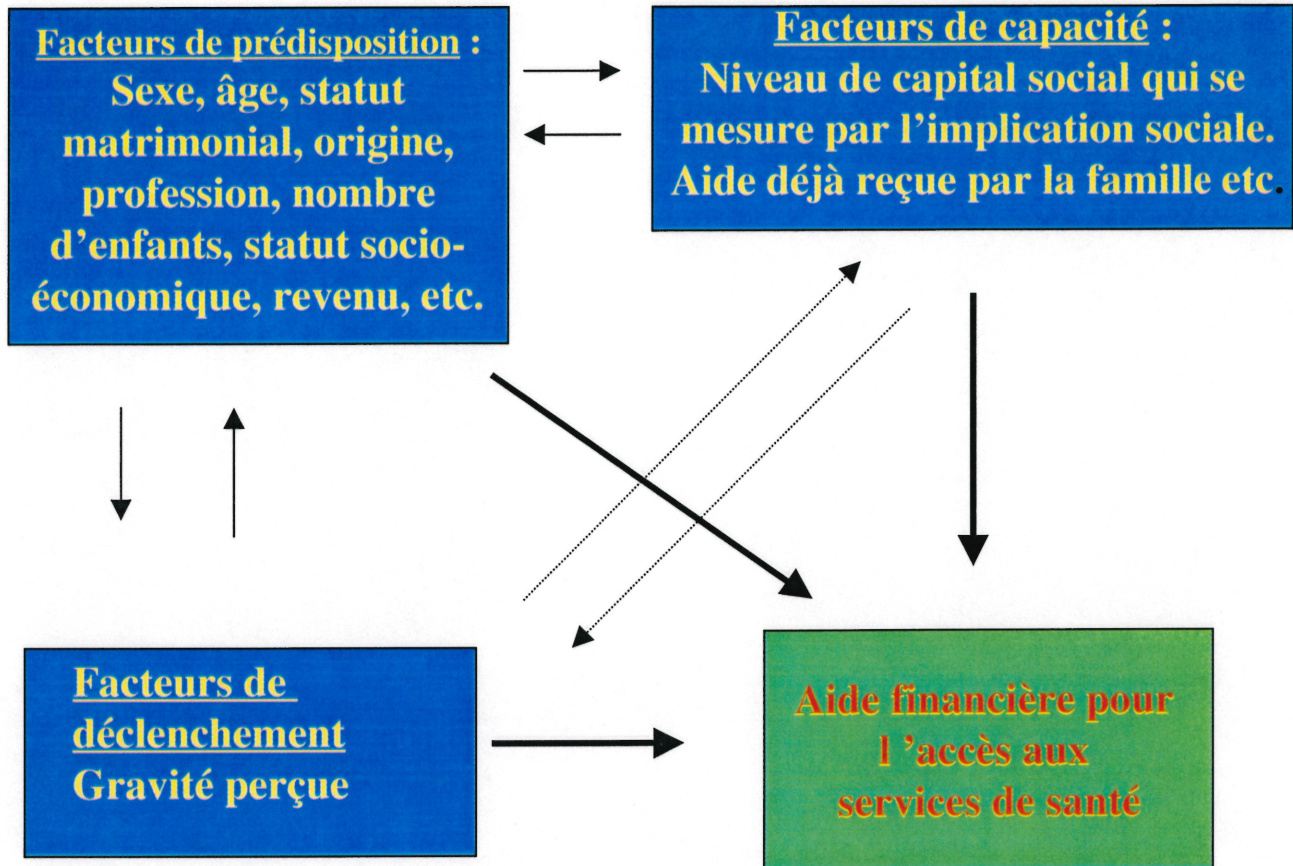 Facteurs de prédisposition :
Sexe, âge, statut
matrimonial, origine,
profession, nombre
d'enfants, statut socio-
économique, revenu, etc.
Facteurs de capacité :
Niveau de capital social qui se
mesure par l'implication sociale.
Aide déjà reçue par la famille etc.
Facteurs de
déclenchement
Gravité perçue
Aide financière pour
l 'accès aux
services de santé